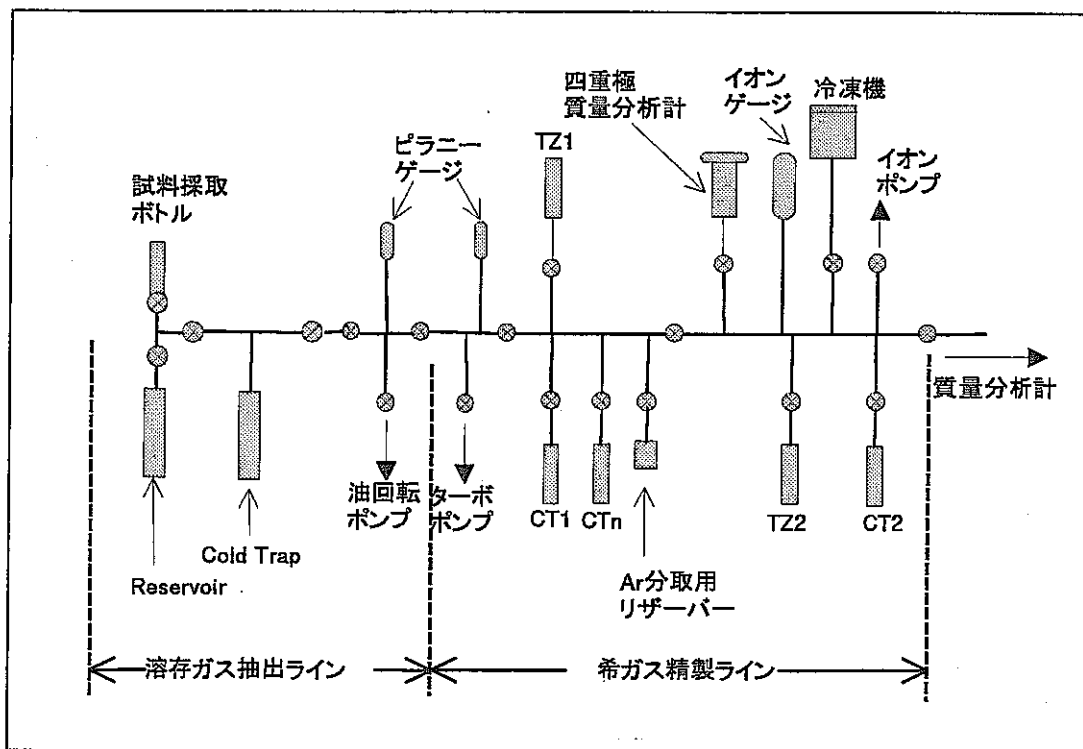 四重極
質量分析計
イオン
ゲージ
冷凍機
TZ1
ピラニー
ゲージ
イオン
ポンプ
試料採取
ボトル
質量分析計
油回転
ポンプ
ターボ
ポンプ
CT1
CTn
TZ2
CT2
Cold Trap
Reservoir
Ar分取用
リザーバー
溶存ガス抽出ライン
希ガス精製ライン